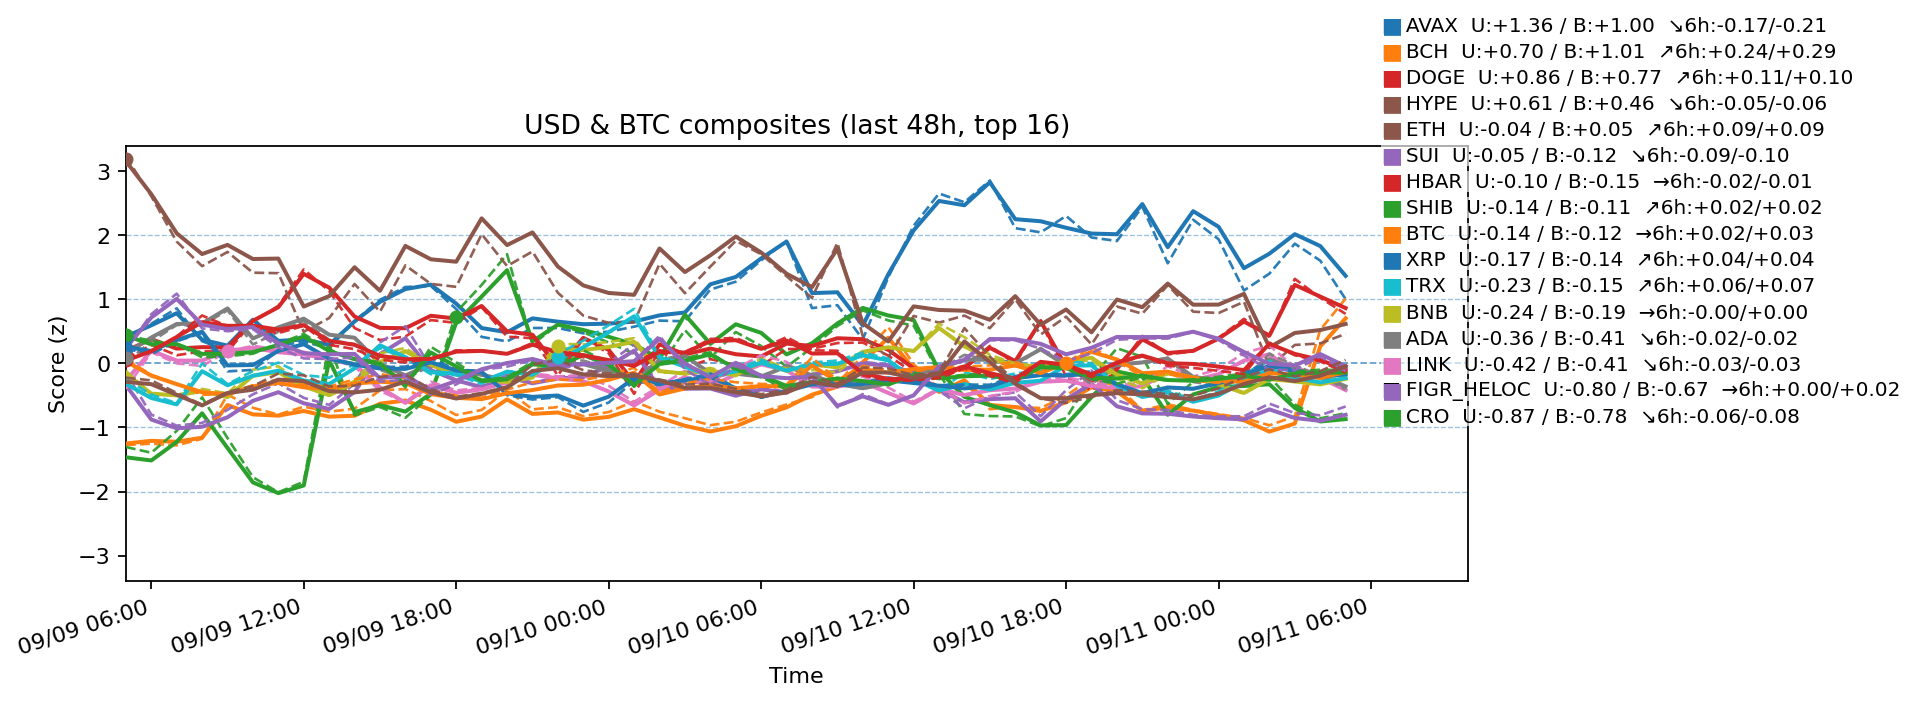 AVAX  U:+1.36 / B:+1.00  ↘6h:-0.17/-0.21
BCH  U:+0.70 / B:+1.01  ↗6h:+0.24/+0.29
DOGE  U:+0.86 / B:+0.77  ↗6h:+0.11/+0.10
HYPE  U:+0.61 / B:+0.46  ↘6h:-0.05/-0.06
ETH  U:-0.04 / B:+0.05  ↗6h:+0.09/+0.09
SUI  U:-0.05 / B:-0.12  ↘6h:-0.09/-0.10
HBAR  U:-0.10 / B:-0.15  →6h:-0.02/-0.01
SHIB  U:-0.14 / B:-0.11  ↗6h:+0.02/+0.02
BTC  U:-0.14 / B:-0.12  →6h:+0.02/+0.03
XRP  U:-0.17 / B:-0.14  ↗6h:+0.04/+0.04
TRX  U:-0.23 / B:-0.15  ↗6h:+0.06/+0.07
BNB  U:-0.24 / B:-0.19  →6h:-0.00/+0.00
ADA  U:-0.36 / B:-0.41  ↘6h:-0.02/-0.02
LINK  U:-0.42 / B:-0.41  ↘6h:-0.03/-0.03
FIGR_HELOC  U:-0.80 / B:-0.67  →6h:+0.00/+0.02
CRO  U:-0.87 / B:-0.78  ↘6h:-0.06/-0.08
USD & BTC composites (last 48h, top 16)
Score (z)
3
2
1
0
−1
−2
−3
09/09 06:00
09/09 12:00
09/09 18:00
09/10 00:00
09/10 06:00
09/10 12:00
09/10 18:00
09/11 00:00
09/11 06:00
Time